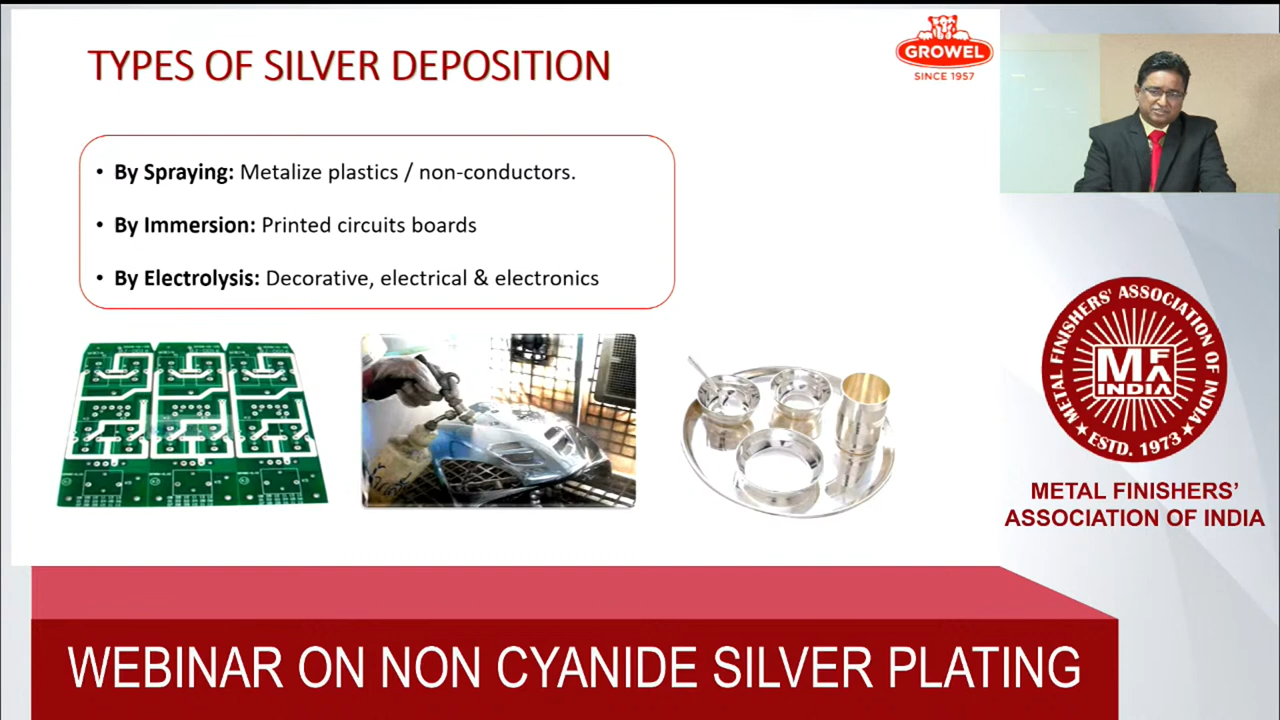 TYPES OF SILVER DEPOSITION
GROWEL
SINCE 1957
• By Spraying: Metalize plastics / non-conductors.
• By Immersion: Printed circuits boards
• By Electrolysis: Decorative, electrical & electronics
METAL FINISHERS' ASSOCIATION OF INDIA
MFA
INDIA
★ ESTD. 1973 ★
METAL FINISHERS’
ASSOCIATION OF INDIA
WEBINAR ON NON CYANIDE SILVER PLATING